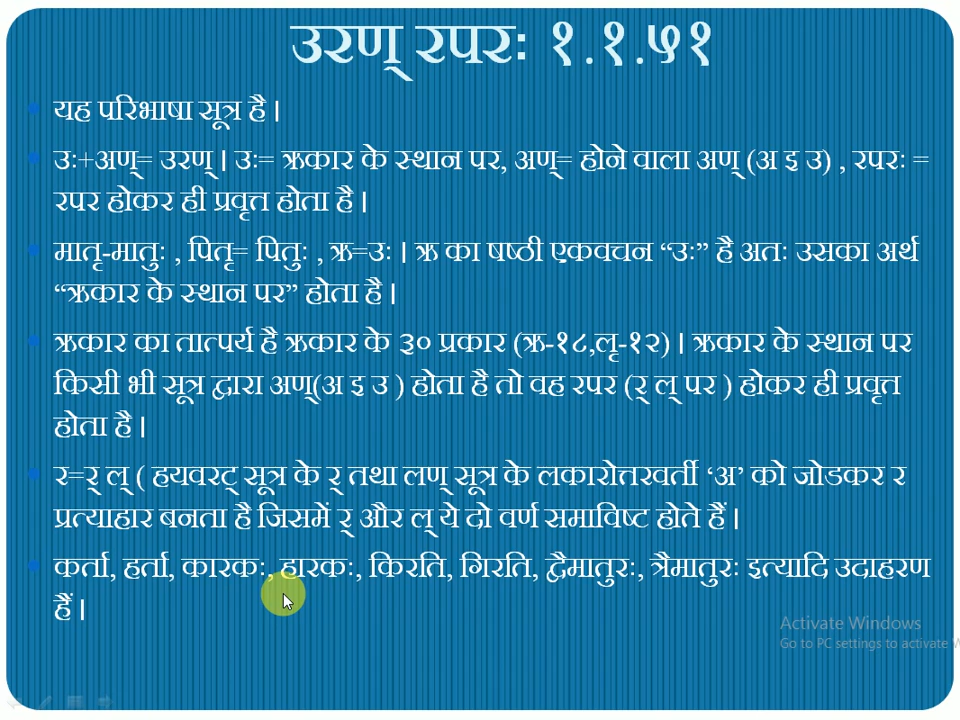 उरण् रपरः १.१.५१
यह परिभाषा सूत्र है ।
उः+अण्= उरण् । उः= ऋकार के स्थान पर, अण्= होने वाला अण् (अ इ उ) , रपरः =
रपर होकर ही प्रवृत्त होता है ।
मातृ-मातुः , पितृ= पितुः , ऋ=उः । ऋ का षष्ठी एकवचन “उः” है अतः उसका अर्थ
“ऋकार के स्थान पर” होता है ।
ऋकार का तात्पर्य है ऋकार के ३० प्रकार (ऋ-१८,लृ-१२) । ऋकार के स्थान पर
किसी भी सूत्र द्वारा अण्(अ इ उ ) होता है तो वह रपर (र् ल् पर ) होकर ही प्रवृत्त
होता है ।
र=र् ल् ( हयवरट् सूत्र के र् तथा लण् सूत्र के लकारोत्तरवर्ती ‘अ’ को जोडकर र
प्रत्याहार बनता है जिसमें र् और ल् ये दो वर्ण समाविष्ट होते हैं ।
कर्ता, हर्ता, कारकः, हारकः, किरति, गिरति, द्वैमातुरः, त्रैमातुरः इत्यादि उदाहरण
हैं ।
Activate Windows
Go to PC settings to activate W